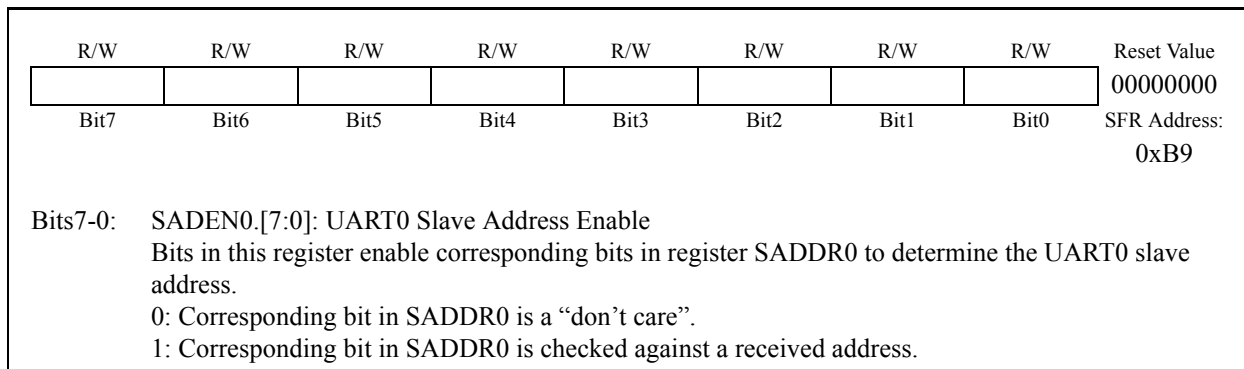 R/W R/W R/W R/W R/W R/W R/W R/W Reset Value
00000000
Bit7 Bit6 Bit5 Bit4 Bit3 Bit2 Bit1 Bit0 SFR Address:
0xB9
Bits7-0: SADEN0.[7:0]: UART0 Slave Address Enable
Bits in this register enable corresponding bits in register SADDR0 to determine the UART0 slave
address.
0: Corresponding bit in SADDR0 is a “don’t care”.
1: Corresponding bit in SADDR0 is checked against a received address.